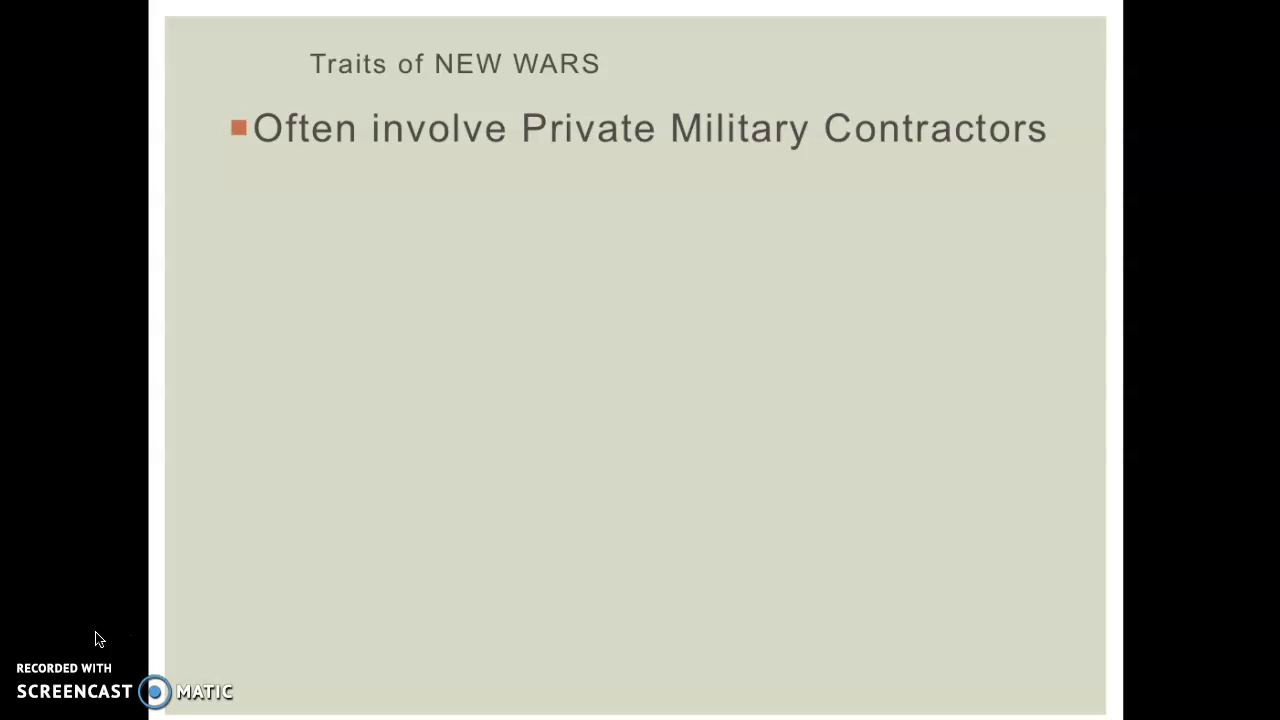 Traits of NEW WARS
Often involve Private Military Contractors
RECORDED WITH
SCREENCAST MATIC